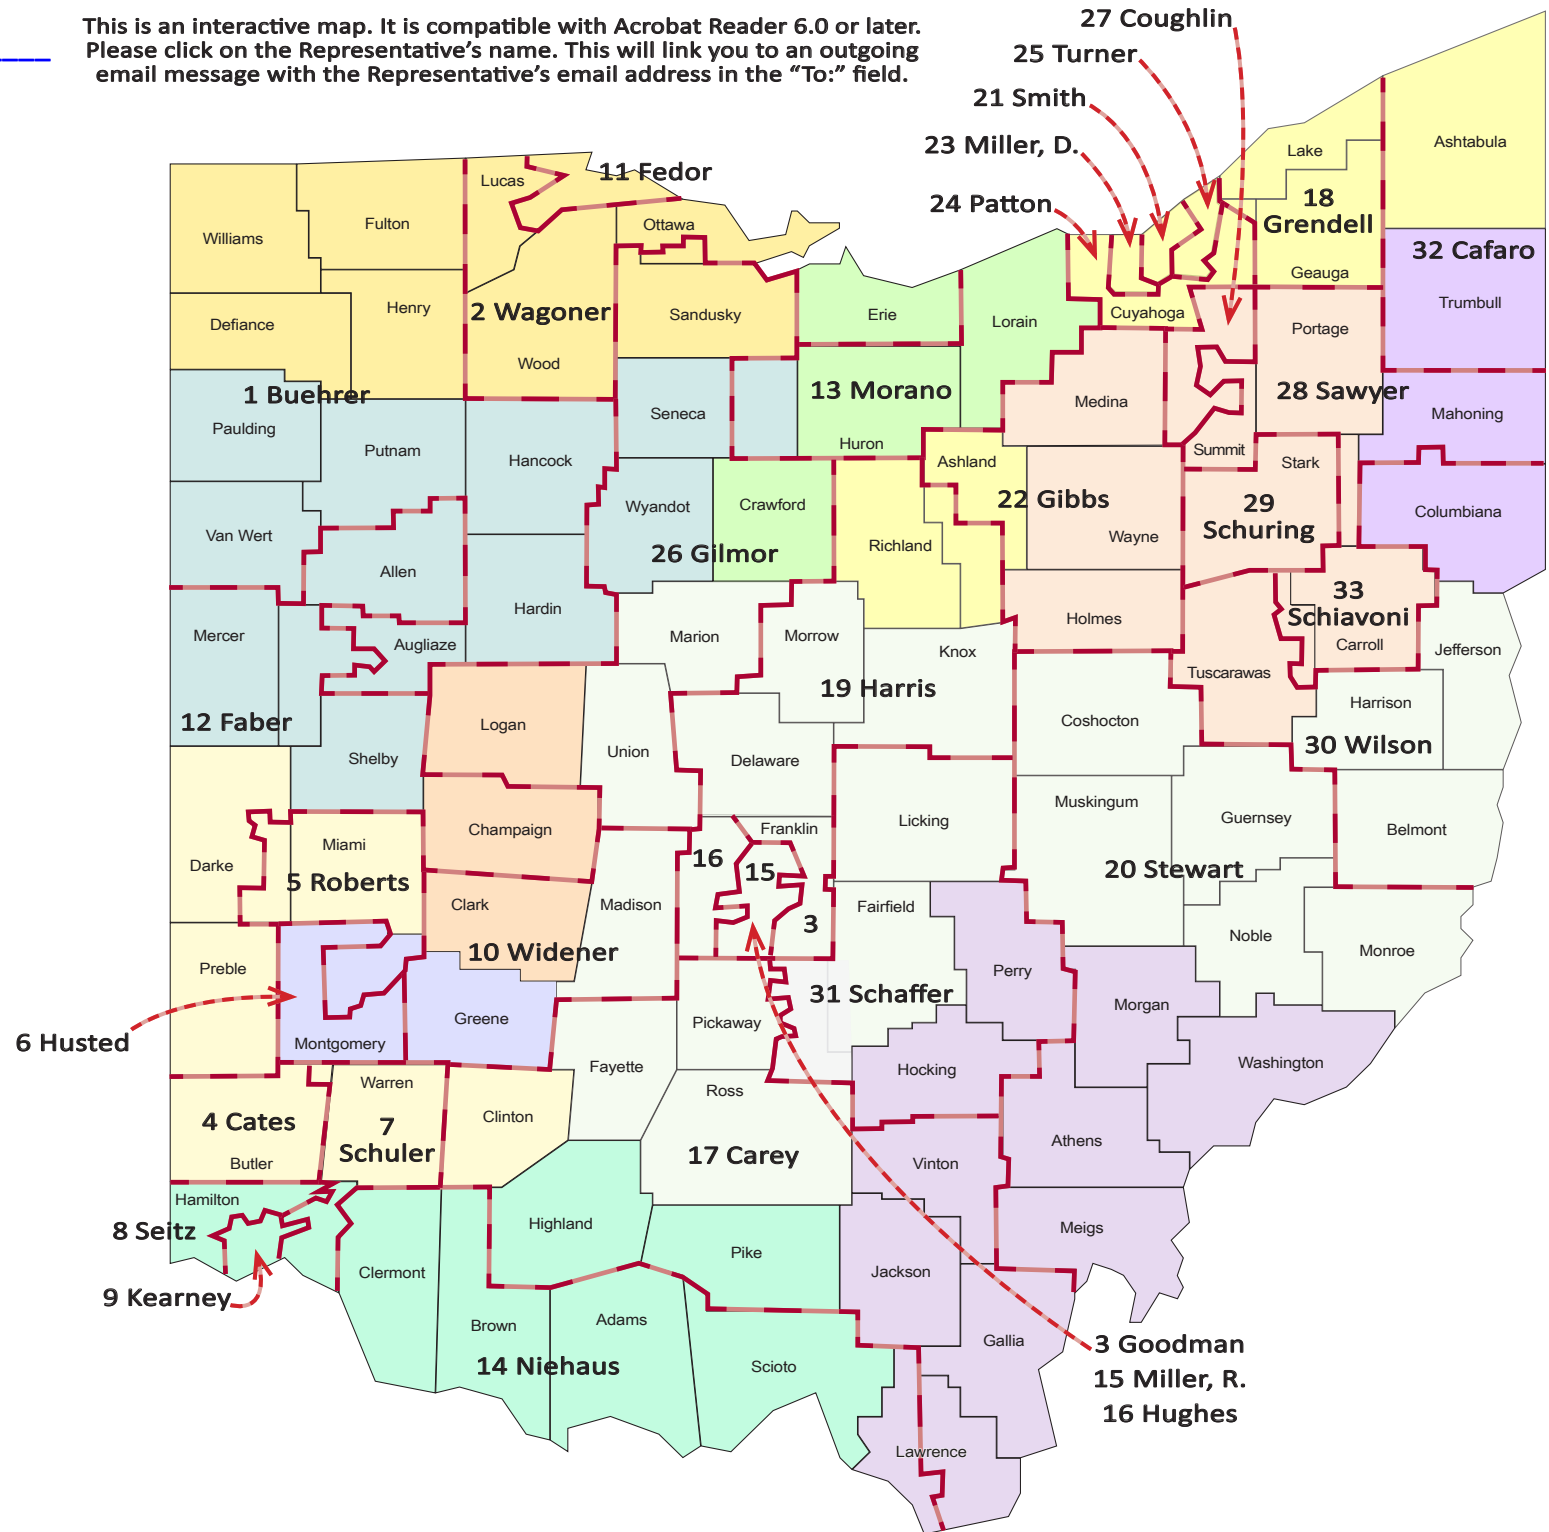 This is an interactive map. It is compatible with Acrobat Reader 6.0 or later.
Please click on the Representative’s name. This will link you to an outgoing
email message with the Representative’s email address in the “To:” field.
27 Coughlin
25 Turner
21 Smith
23 Miller, D.
24 Patton
Ashtabula
Lake
18
Grendell
Geauga
32 Cafaro
Trumbull
11 Fedor
Lucas
Ottawa
Fulton
Williams
Henry
Defiance
2 Wagoner
Wood
Sandusky
Erie
Lorain
Cuyahoga
Portage
1 Buehrer
Paulding
Putnam
Hancock
Seneca
13 Morano
Huron
Medina
28 Sawyer
Mahoning
Summit
Stark
Ashland
22 Gibbs
Wayne
29
Schuring
Columbiana
Van Wert
Allen
Wyandot
Crawford
26 Gilmor
Richland
Hardin
Mercer
Augliaze
Marion
Morrow
Knox
19 Harris
Holmes
33
Schiavoni
Carroll
Jefferson
Tuscarawas
Harrison
30 Wilson
Coshocton
12 Faber
Logan
Shelby
Union
Delaware
Muskingum
Guernsey
Belmont
Licking
Champaign
Franklin
16
15
3
20 Stewart
Darke
Miami
5 Roberts
Clark
Madison
Fairfield
10 Widener
Noble
Monroe
Preble
Perry
Morgan
31 Schaffer
Pickaway
Greene
6 Husted
Montgomery
Washington
Fayette
Hocking
Warren
4 Cates
7
Schuler
Clinton
Ross
17 Carey
Athens
Vinton
Butler
Hamilton
8 Seitz
Highland
Meigs
Pike
Clermont
Jackson
9 Kearney
Brown
Adams
14 Niehaus
Scioto
Gallia
3 Goodman
15 Miller, R.
16 Hughes
Lawrence